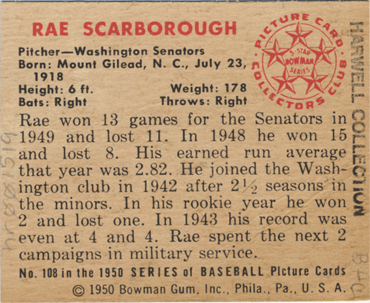 RAE SCARBOROUGH
Pitcher—Washington Senators
Born: Mount Gilead, N. C., July 23,
1918
Height: 6 ft. Weight: 178
Bats: Right Throws: Right
PICTURE CARD
COLLECTORS CLUB
5-STAR
BOWMAN
SERIES
Rae won 13 games for the Senators in
1949 and lost 11. In 1948 he won 15
and lost 8. His earned run average
that year was 2.82. He joined the Wash-
ington club in 1942 after 2½ seasons in
the minors. In his rookie year he won
2 and lost one. In 1943 his record was
even at 4 and 4. Rae spent the next 2
campaigns in military service.
No. 108 in the 1950 SERIES of BASEBALL Picture Cards
© 1950 Bowman Gum, Inc., Phila., Pa., U. S. A.
HARWELL COLLECTION